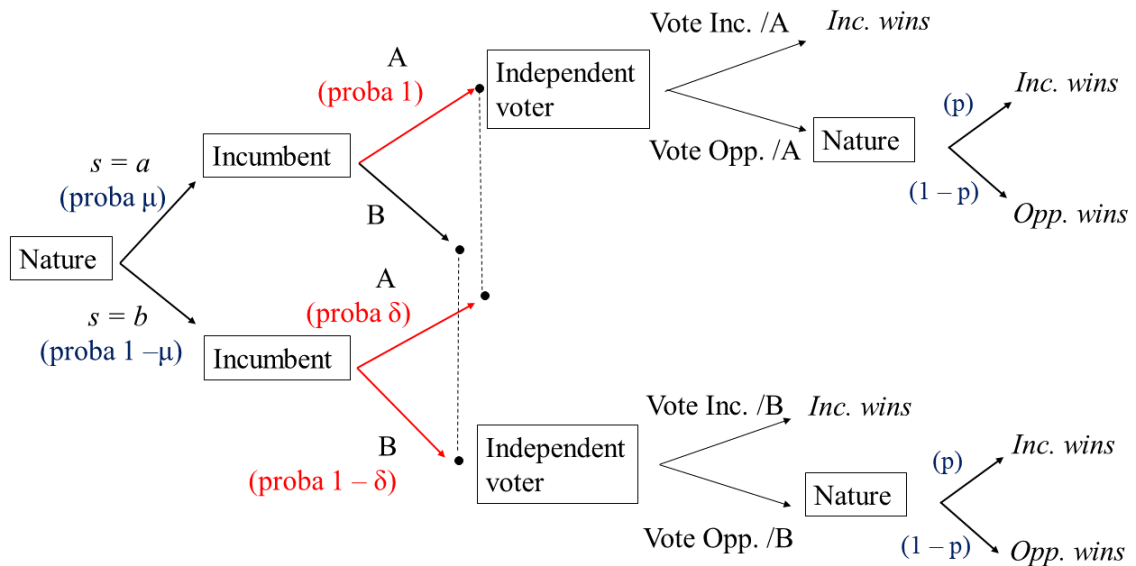 Vote Inc. /A
Inc. wins
A
(proba 1)
Independent
voter
(p)
Inc. wins
Vote Opp. /A
Nature
s = a
(proba μ)
Incumbent
(1 – p)
Opp. wins
B
Nature
A
(proba δ)
s = b
(proba 1 –μ)
Incumbent
Vote Inc. /B
Inc. wins
B
(proba 1 – δ)
Independent
voter
(p)
Inc. wins
Nature
Vote Opp. /B
(1 – p)
Opp. wins